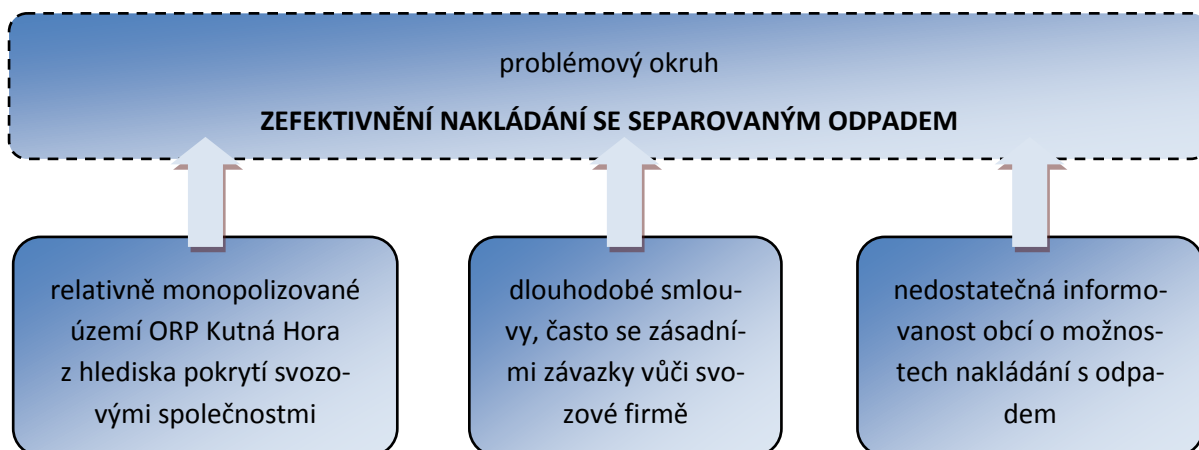 problémový okruh
ZEFEKTIVNĚNÍ NAKLÁDÁNÍ SE SEPAROVANÝM ODPADEM
relativně monopolizované
území ORP Kutná Hora
z hlediska pokrytí svozo-
vými společnostmi
dlouhodobé smlou-
vy, často se zásadní-
mi závazky vůči svo-
zové firmě
nedostatečná informo-
vanost obcí o možnos-
tech nakládání s odpa-
dem